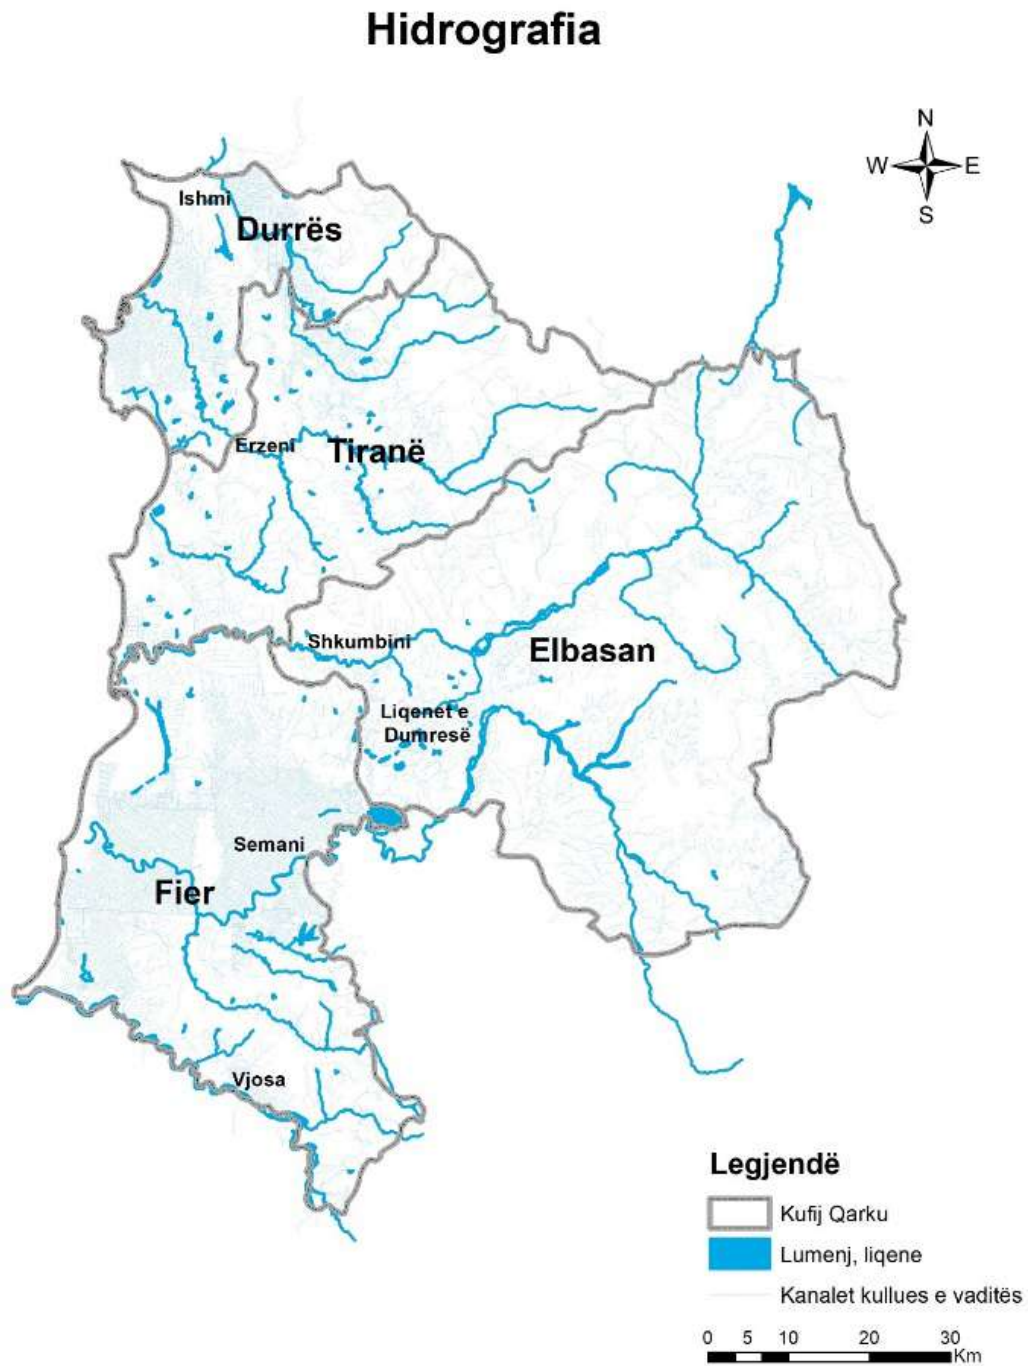 Hidrografia
N
W E
S
Ishmi
Durrës
Erzeni
Tiranë
Shkumbini
Elbasan
Liqenet e
Dumresë
Semani
Fier
Vjosa
Legjendë
Kufij Qarku
Lumenj, liqene
Kanalet kullues e vaditës
0 5 10 20 30
Km